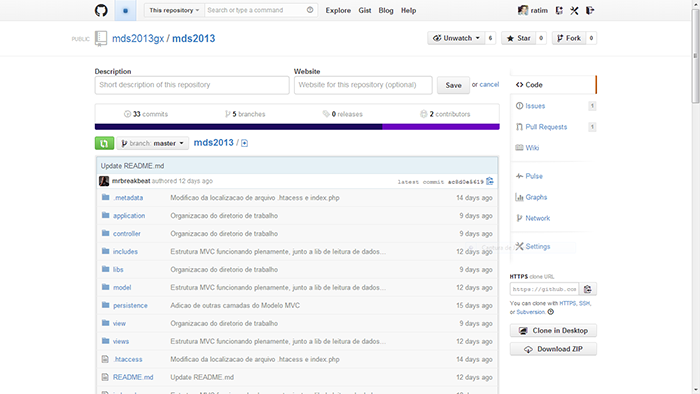 This repository Search or type a command Explore Gist Blog Help ratim
PUBLIC mds2013gx / mds2013 Unwatch 6 Star 0 Fork 0
Description Website
Short description of this repository Website for this repository (optional) Save or cancel
33 commits 5 branches 0 releases 2 contributors
branch: master mds2013 /
Update README.md
mrbreakbeat authored 12 days ago latest commit
.metadata Modificao da localizacao de arquivo .htacess e index.php 14 days ago
application Organizacao do diretorio de trabalho 9 days ago
controller Organizacao do diretorio de trabalho 9 days ago
includes Estrutura MVC funcionando plenamente, junto a lib de leitura de dados... 12 days ago
libs Organizacao do diretorio de trabalho 9 days ago
model Estrutura MVC funcionando plenamente, junto a lib de leitura de dados... 12 days ago
persistence Adicao de outras camadas do Modelo MVC 15 days ago
view Organizacao do diretorio de trabalho 9 days ago
views Estrutura MVC funcionando plenamente, junto a lib de leitura de dados... 12 days ago
.htaccess Modificao da localizacao de arquivo .htacess e index.php 14 days ago
README.md Update README.md 12 days ago
Code
Issues 1
Pull Requests 1
Wiki
Pulse
Graphs
Network
Settings
HTTPS clone URL
https://github.com
You can clone with HTTPS, SSH,
or Subversion.
Clone in Desktop
Download ZIP